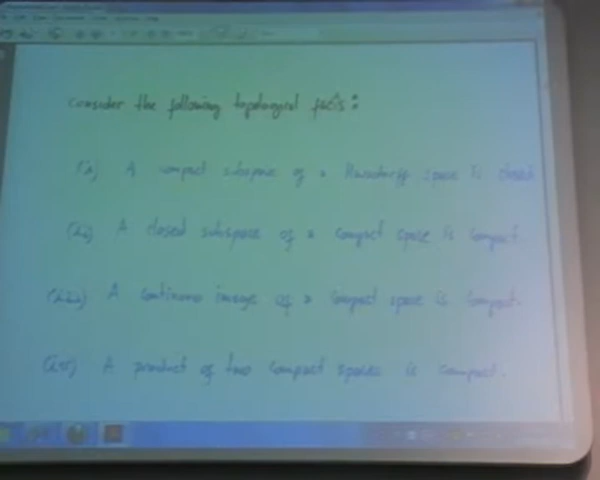 Consider the following topological facts:
(i) A compact subspace of a Hausdorff space is closed
(ii) A closed subspace of a compact space is compact.
(iii) A continuous image of a compact space is compact.
(iv) A product of two compact spaces is compact.